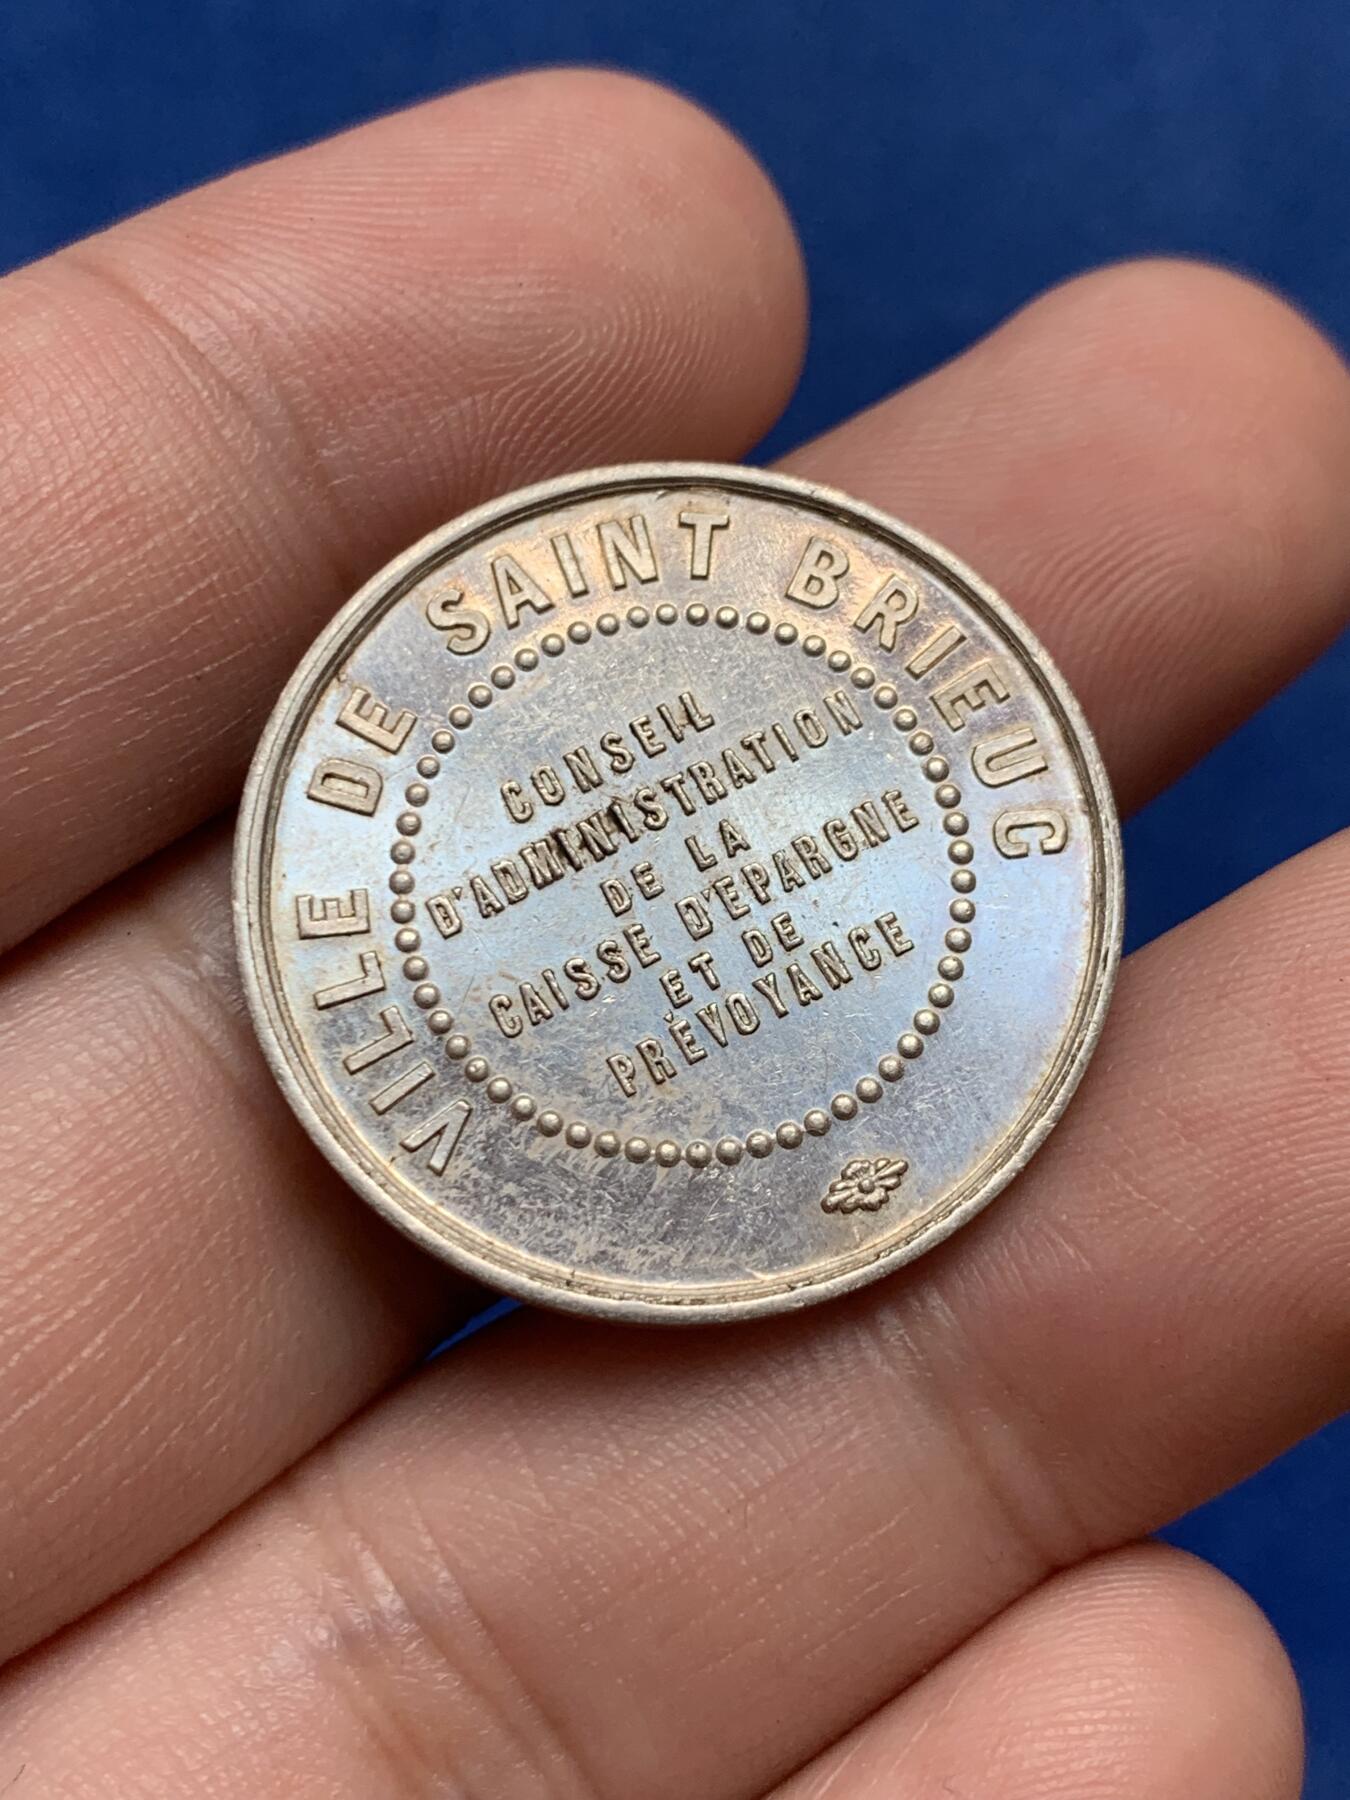 VILLE DE SAINT BRIEUC
CONSEIL
D'ADMINISTRATION
DE LA
CAISSE D'EPARGNE
ET DE
PRÉVOYANCE